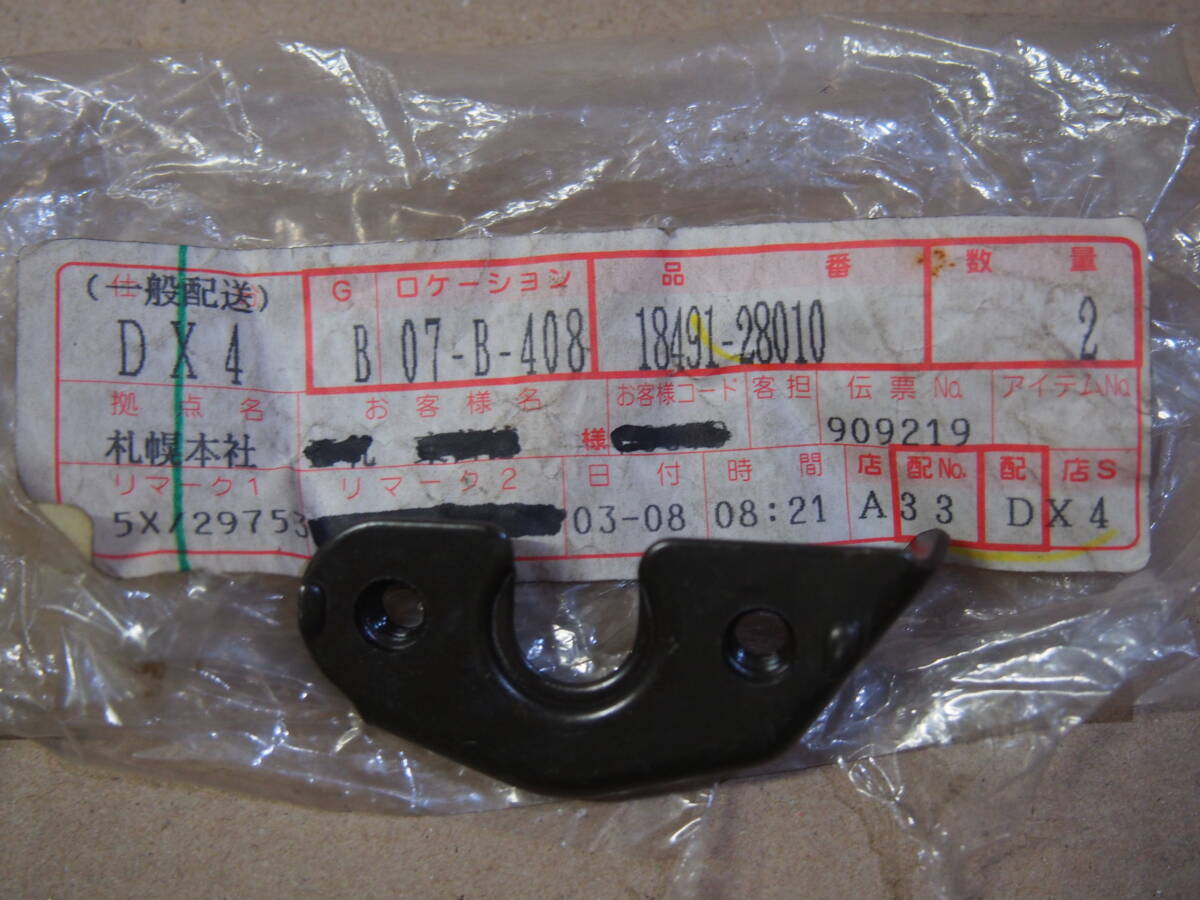 (一般配送) G ロケーション 品番 数量
DX4 B 07-B-408 18491-28010 2
拠点名 お客様名 お客様コード 客担 伝票No. アイテムNo.
札幌本社 様 909219
リマーク1 リマーク2 日付 時間 店 配No. 配 店S
5X/29753 03-08 08:21 A 33 D X4